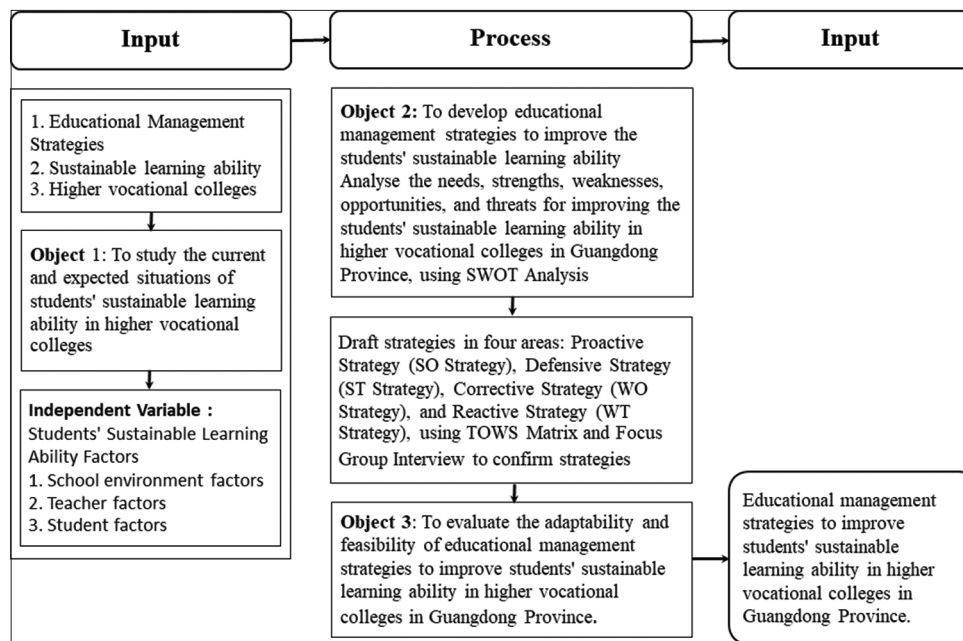 Input
Process
Input
1. Educational Management
Strategies
2. Sustainable learning ability
3. Higher vocational colleges
Object 1: To study the current
and expected situations of
students' sustainable learning
ability in higher vocational
colleges
Independent Variable :
Students' Sustainable Learning
Ability Factors
1. School environment factors
2. Teacher factors
3. Student factors
Object 2: To develop educational
management strategies to improve the
students' sustainable learning ability
Analyse the needs, strengths, weaknesses,
opportunities, and threats for improving the
students' sustainable learning ability in
higher vocational colleges in Guangdong
Province, using SWOT Analysis
Draft strategies in four areas: Proactive
Strategy (SO Strategy), Defensive Strategy
(ST Strategy), Corrective Strategy (WO
Strategy), and Reactive Strategy (WT
Strategy), using TOWS Matrix and Focus
Group Interview to confirm strategies
Object 3: To evaluate the adaptability and
feasibility of educational management
strategies to improve students' sustainable
learning ability in higher vocational
colleges in Guangdong Province.
Educational management
strategies to improve
students' sustainable
learning ability in higher
vocational colleges in
Guangdong Province.